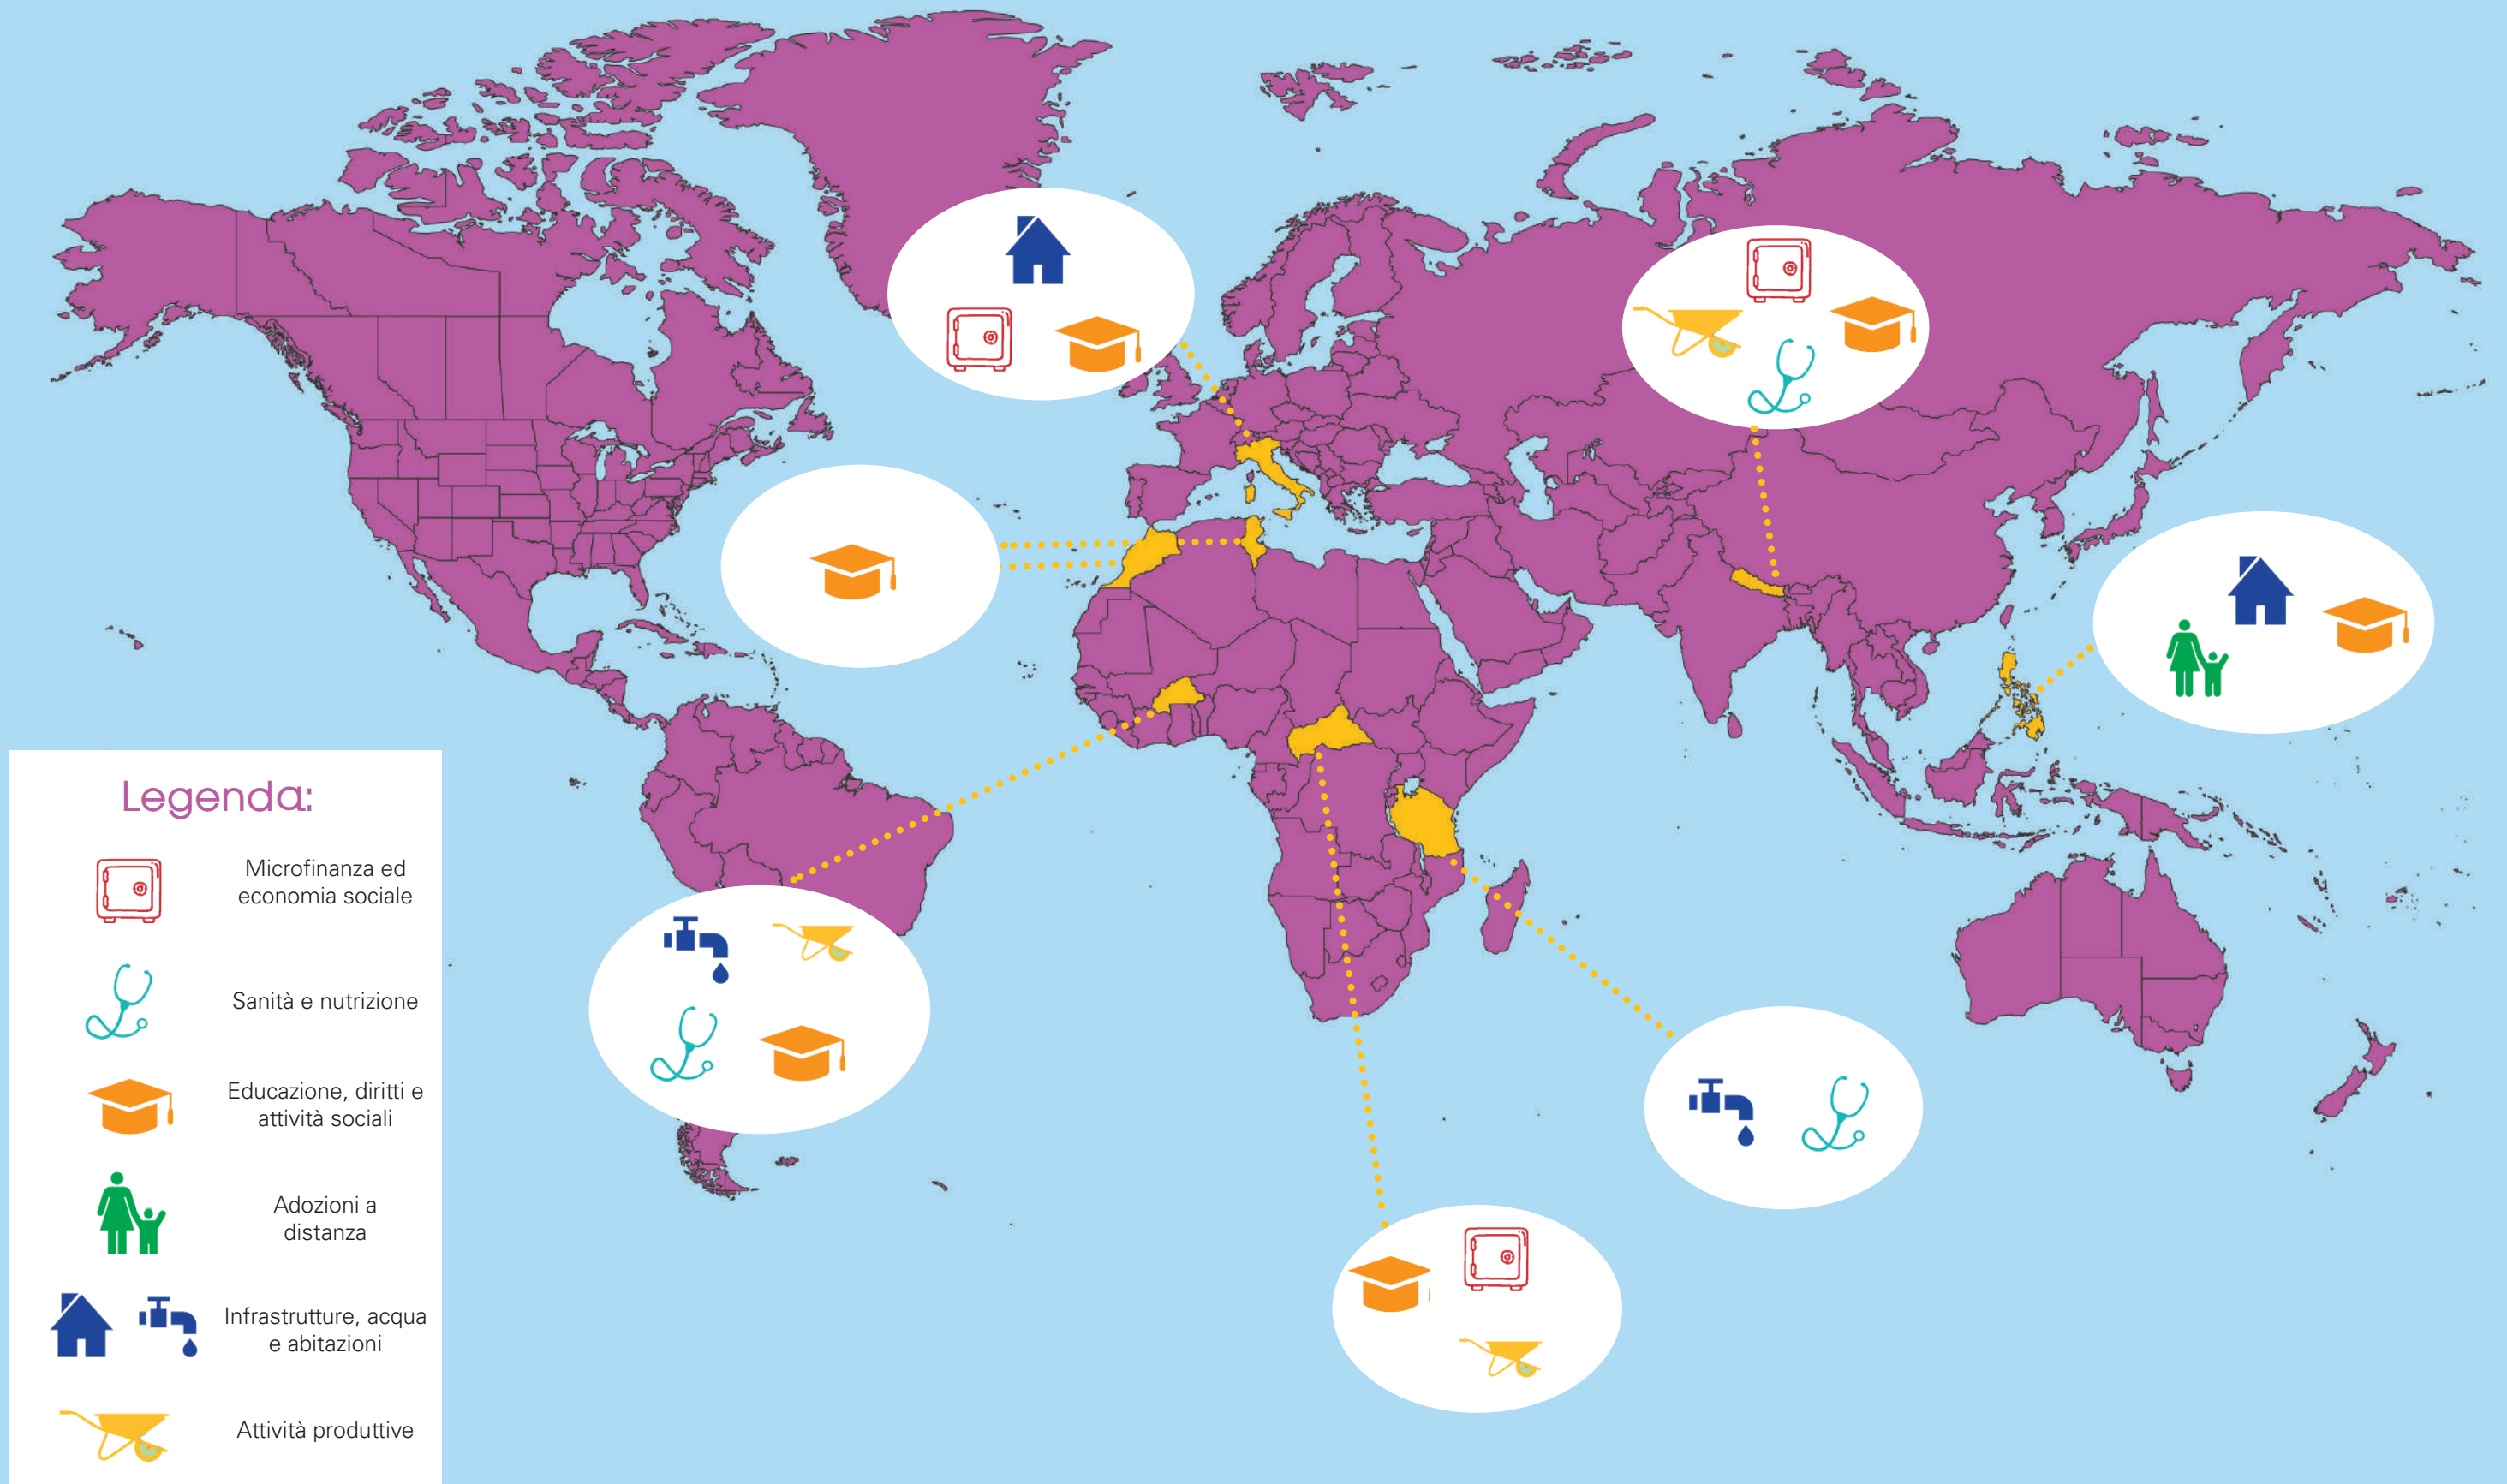 Legenda:
Microfinanza ed
economia sociale
Sanità e nutrizione
Educazione, diritti e
attività sociali
Adozioni a
distanza
Infrastrutture, acqua
e abitazioni
Attività produttive